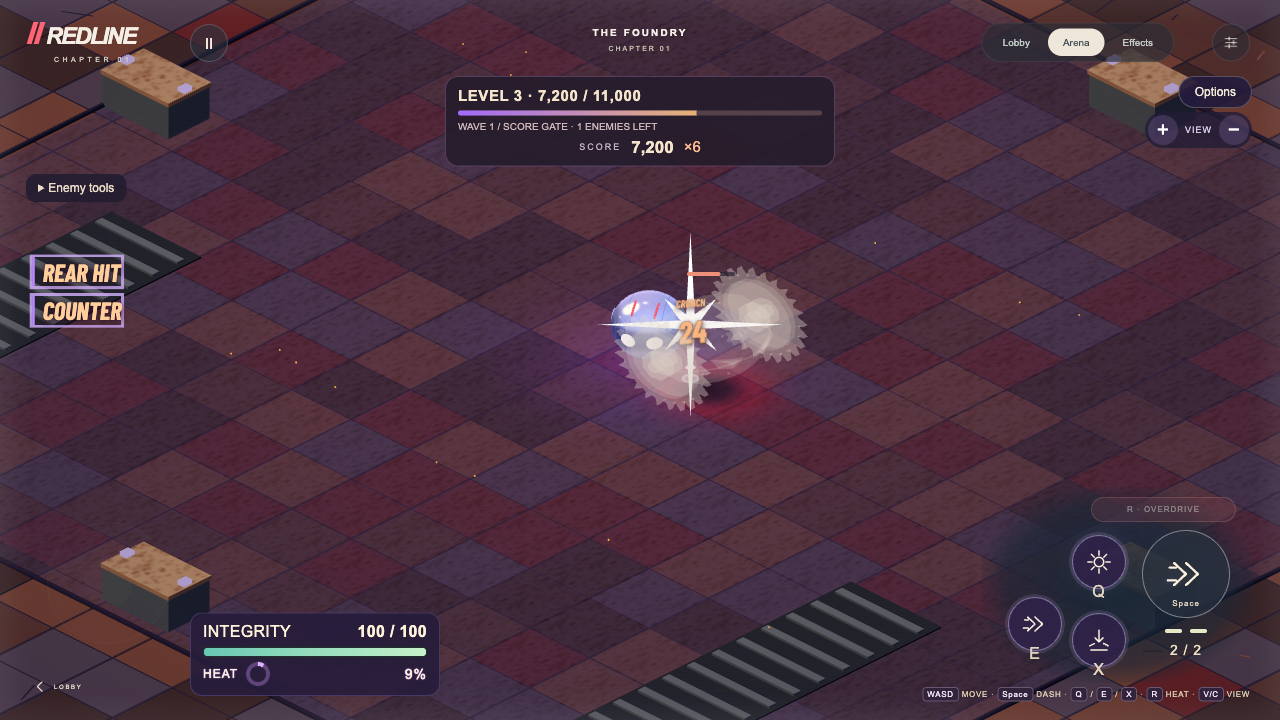 REDLINE
CHAPTER 01
THE FOUNDRY
CHAPTER 01
Lobby
Arena
Effects
Options
+ VIEW −
LEVEL 3 · 7,200 / 11,000
WAVE 1 / SCORE GATE · 1 ENEMIES LEFT
SCORE 7,200 ×6
Enemy tools
REAR HIT
COUNTER
CRUNCH
24
R · OVERDRIVE
Q
Space
E
X
2 / 2
INTEGRITY 100 / 100
HEAT 9%
LOBBY
WASD MOVE · Space DASH · Q / E / X · R HEAT · V/C VIEW